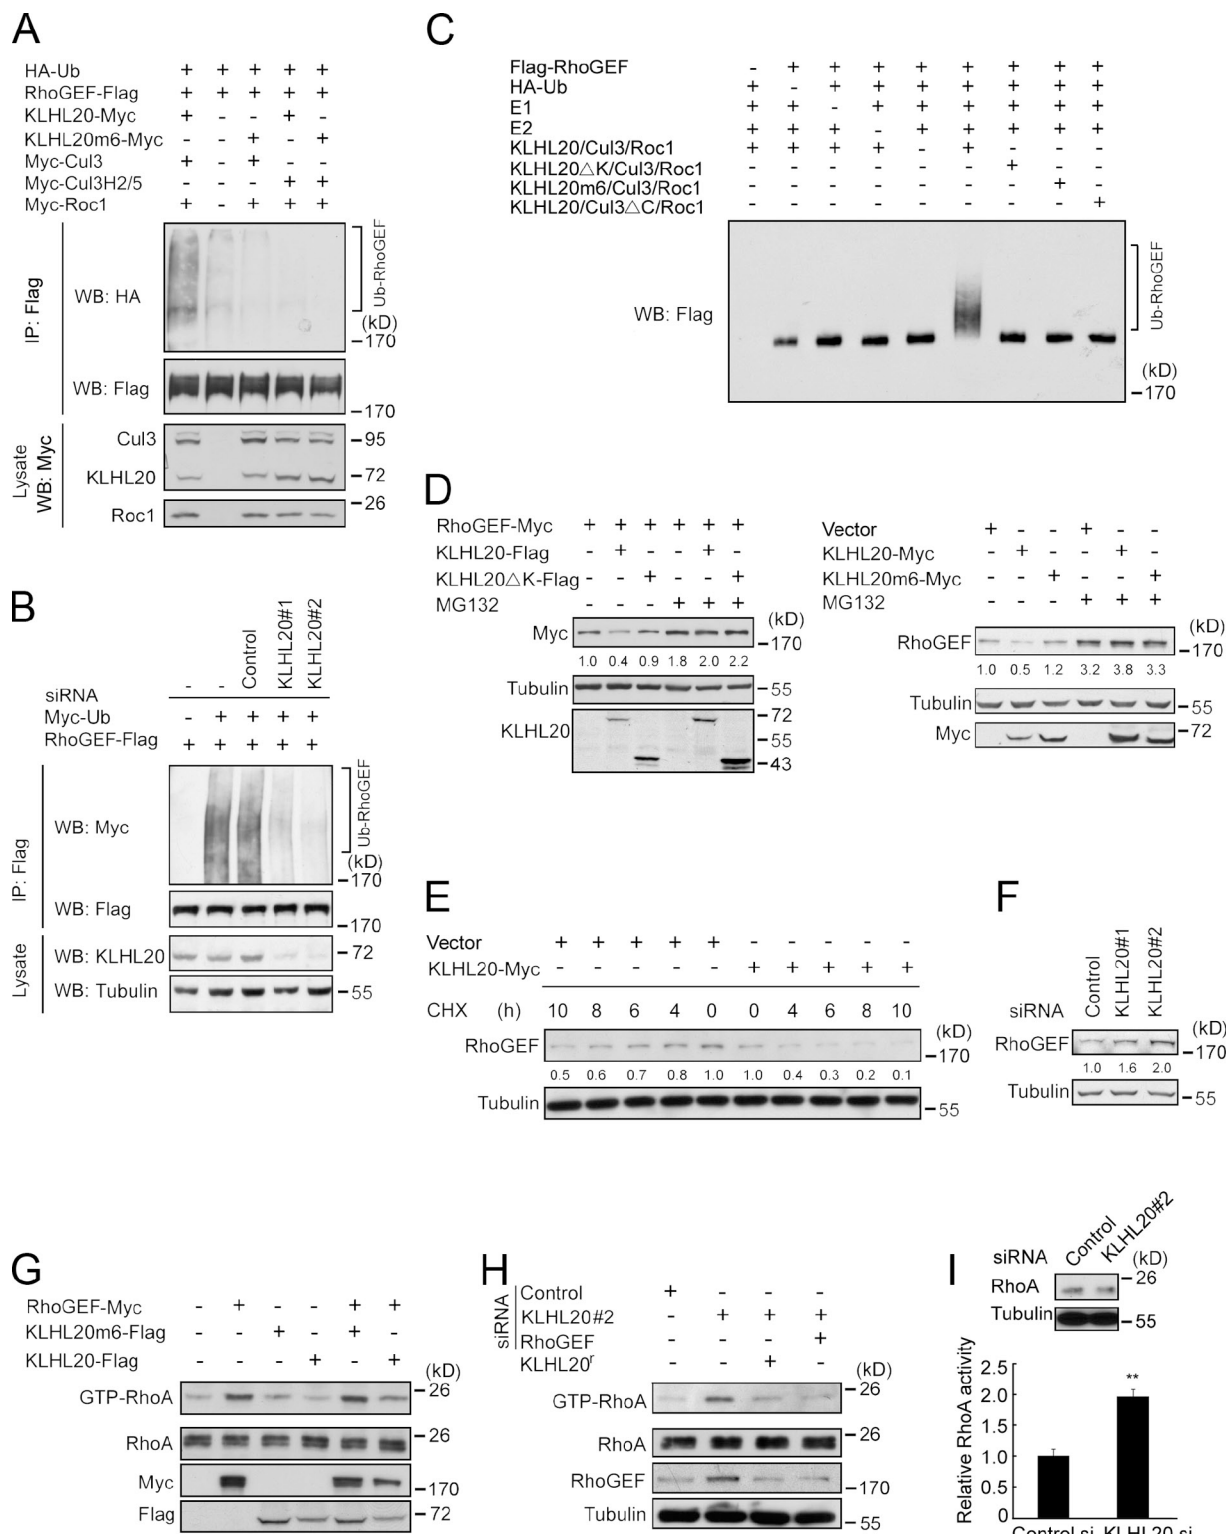 A
HA-Ub + + + + +
RhoGEF-Flag + + + + +
KLHL20-Myc + - - + -
KLHL20m6-Myc - - + - +
Myc-Cul3 + - + - -
Myc-Cul3H2/5 - - - + +
Myc-Roc1 + - + + +
IP: Flag
WB: HA
Ub-RhoGEF
(kD)
-170
WB: Flag
-170
Lysate
WB: Myc
Cul3 -95
KLHL20 -72
-26
Roc1
B
siRNA - - Control KLHL20#1 KLHL20#2
Myc-Ub - + + + +
RhoGEF-Flag + + + + +
IP: Flag
WB: Myc
Ub-RhoGEF
(kD)
-170
WB: Flag
-170
Lysate
WB: KLHL20 -72
WB: Tubulin -55
C
Flag-RhoGEF - + + + + + + + +
HA-Ub + - + + + + + + +
E1 + + - + + + + + +
E2 + + + - + + + + +
KLHL20/Cul3/Roc1 + + + + - + - - -
KLHL20△K/Cul3/Roc1 - - - - - - + - -
KLHL20m6/Cul3/Roc1 - - - - - - - + -
KLHL20/Cul3△C/Roc1 - - - - - - - - +
WB: Flag
Ub-RhoGEF
(kD)
-170
D
RhoGEF-Myc + + + + + +
KLHL20-Flag - + - - + -
KLHL20△K-Flag - - + - - +
MG132 - - - + + +
(kD)
Myc -170
1.0 0.4 0.9 1.8 2.0 2.2
Tubulin -55
-72
KLHL20
-55
-43
Vector + - - + - -
KLHL20-Myc - + - - + -
KLHL20m6-Myc - - + - - +
MG132 - - - + + +
(kD)
RhoGEF -170
1.0 0.5 1.2 3.2 3.8 3.3
Tubulin -55
Myc -72
E
Vector + + + + + - - - - -
KLHL20-Myc - - - - - + + + + +
CHX (h) 10 8 6 4 0 0 4 6 8 10
(kD)
RhoGEF -170
0.5 0.6 0.7 0.8 1.0 1.0 0.4 0.3 0.2 0.1
Tubulin -55
F
siRNA Control KLHL20#1 KLHL20#2
(kD)
RhoGEF -170
1.0 1.6 2.0
Tubulin -55
G
RhoGEF-Myc - + - - + +
KLHL20m6-Flag - - + - + -
KLHL20-Flag - - - + - +
(kD)
GTP-RhoA -26
RhoA -26
Myc -170
Flag -72
H
siRNA
Control + - - -
KLHL20#2 - + + +
RhoGEF - - - +
KLHL20r - - + -
(kD)
GTP-RhoA -26
RhoA -26
RhoGEF -170
Tubulin -55
I
siRNA Control KLHL20#2 (kD)
RhoA -26
Tubulin -55
Relative RhoA activity
2.5
2.0
1.0
0.5
0
**
Control si KLHL20 si